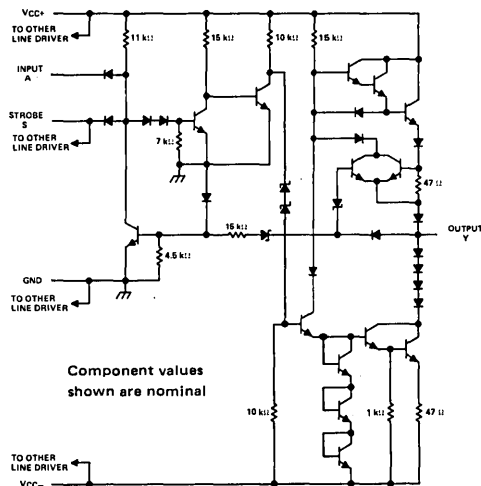 VCC+
11 kΩ
15 kΩ
10 kΩ
15 kΩ
TO OTHER
LINE DRIVER
INPUT
A
STROBE
S
TO OTHER
LINE DRIVER
7 kΩ
47 Ω
15 kΩ
OUTPUT
Y
4.5 kΩ
GND
TO OTHER
LINE DRIVER
Component values
shown are nominal
10 kΩ
1 kΩ
47 Ω
TO OTHER
LINE DRIVER
VCC−